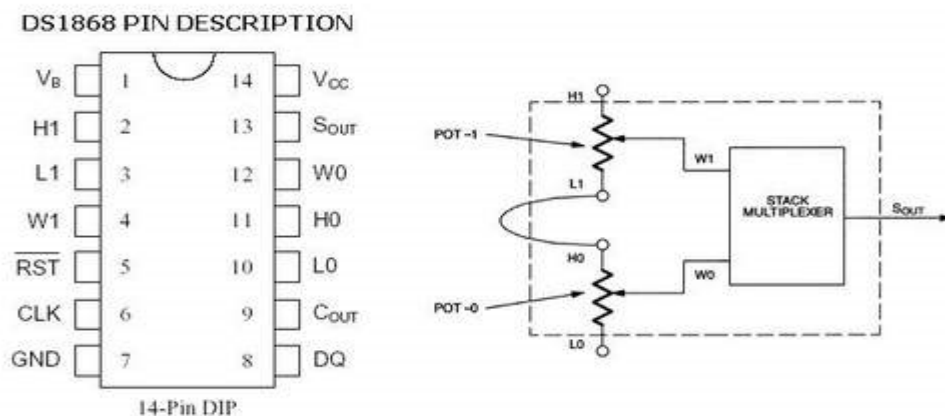 DS1868 PIN DESCRIPTION
VB 1 14 VCC
H1 2 13 SOUT
L1 3 12 W0
W1 4 11 H0
RST 5 10 L0
CLK 6 9 COUT
GND 7 8 DQ
14-Pin DIP
H1
POT-1
W1
L1
STACK
MULTIPLEXER
SOUT
H0
W0
POT-0
L0